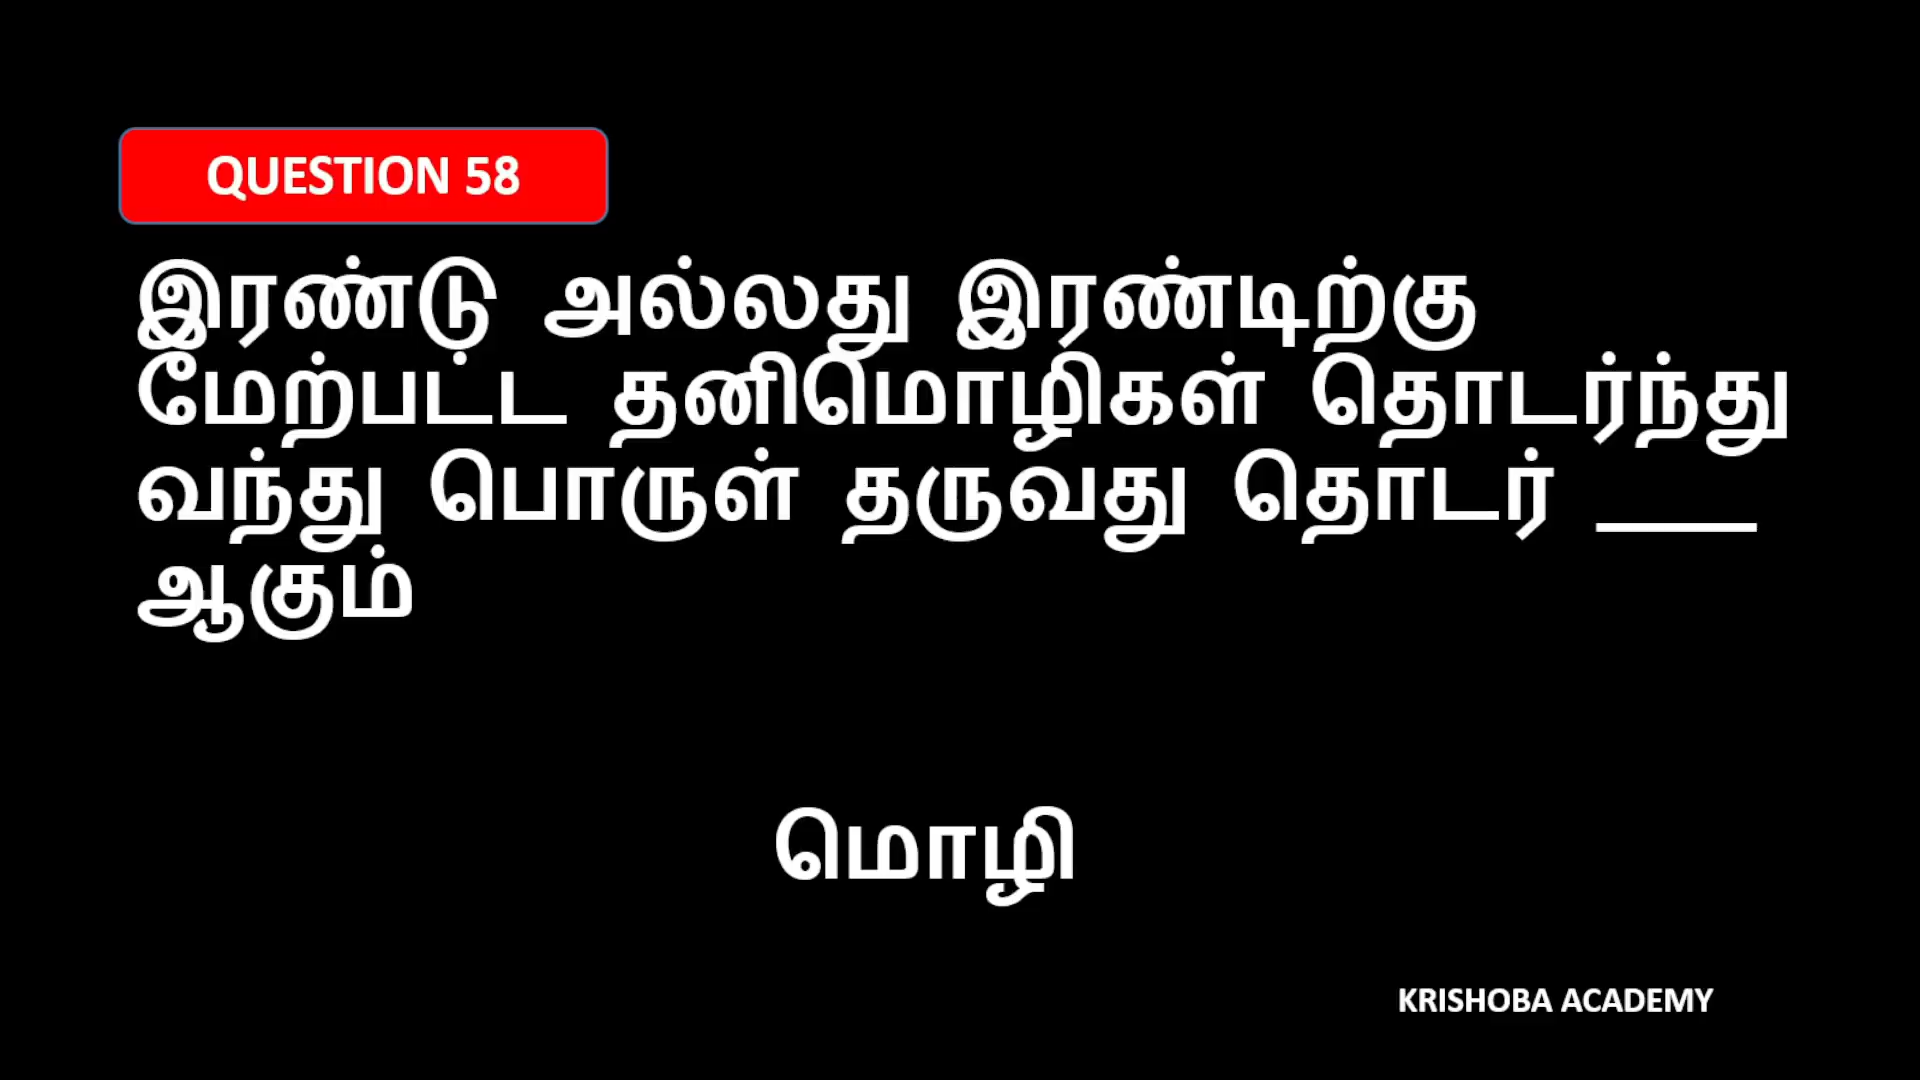 QUESTION 58
இரண்டு அல்லது இரண்டிற்கு
மேற்பட்ட தனிமொழிகள் தொடர்ந்து
வந்து பொருள் தருவது தொடர் ____
ஆகும்
மொழி
KRISHOBA ACADEMY